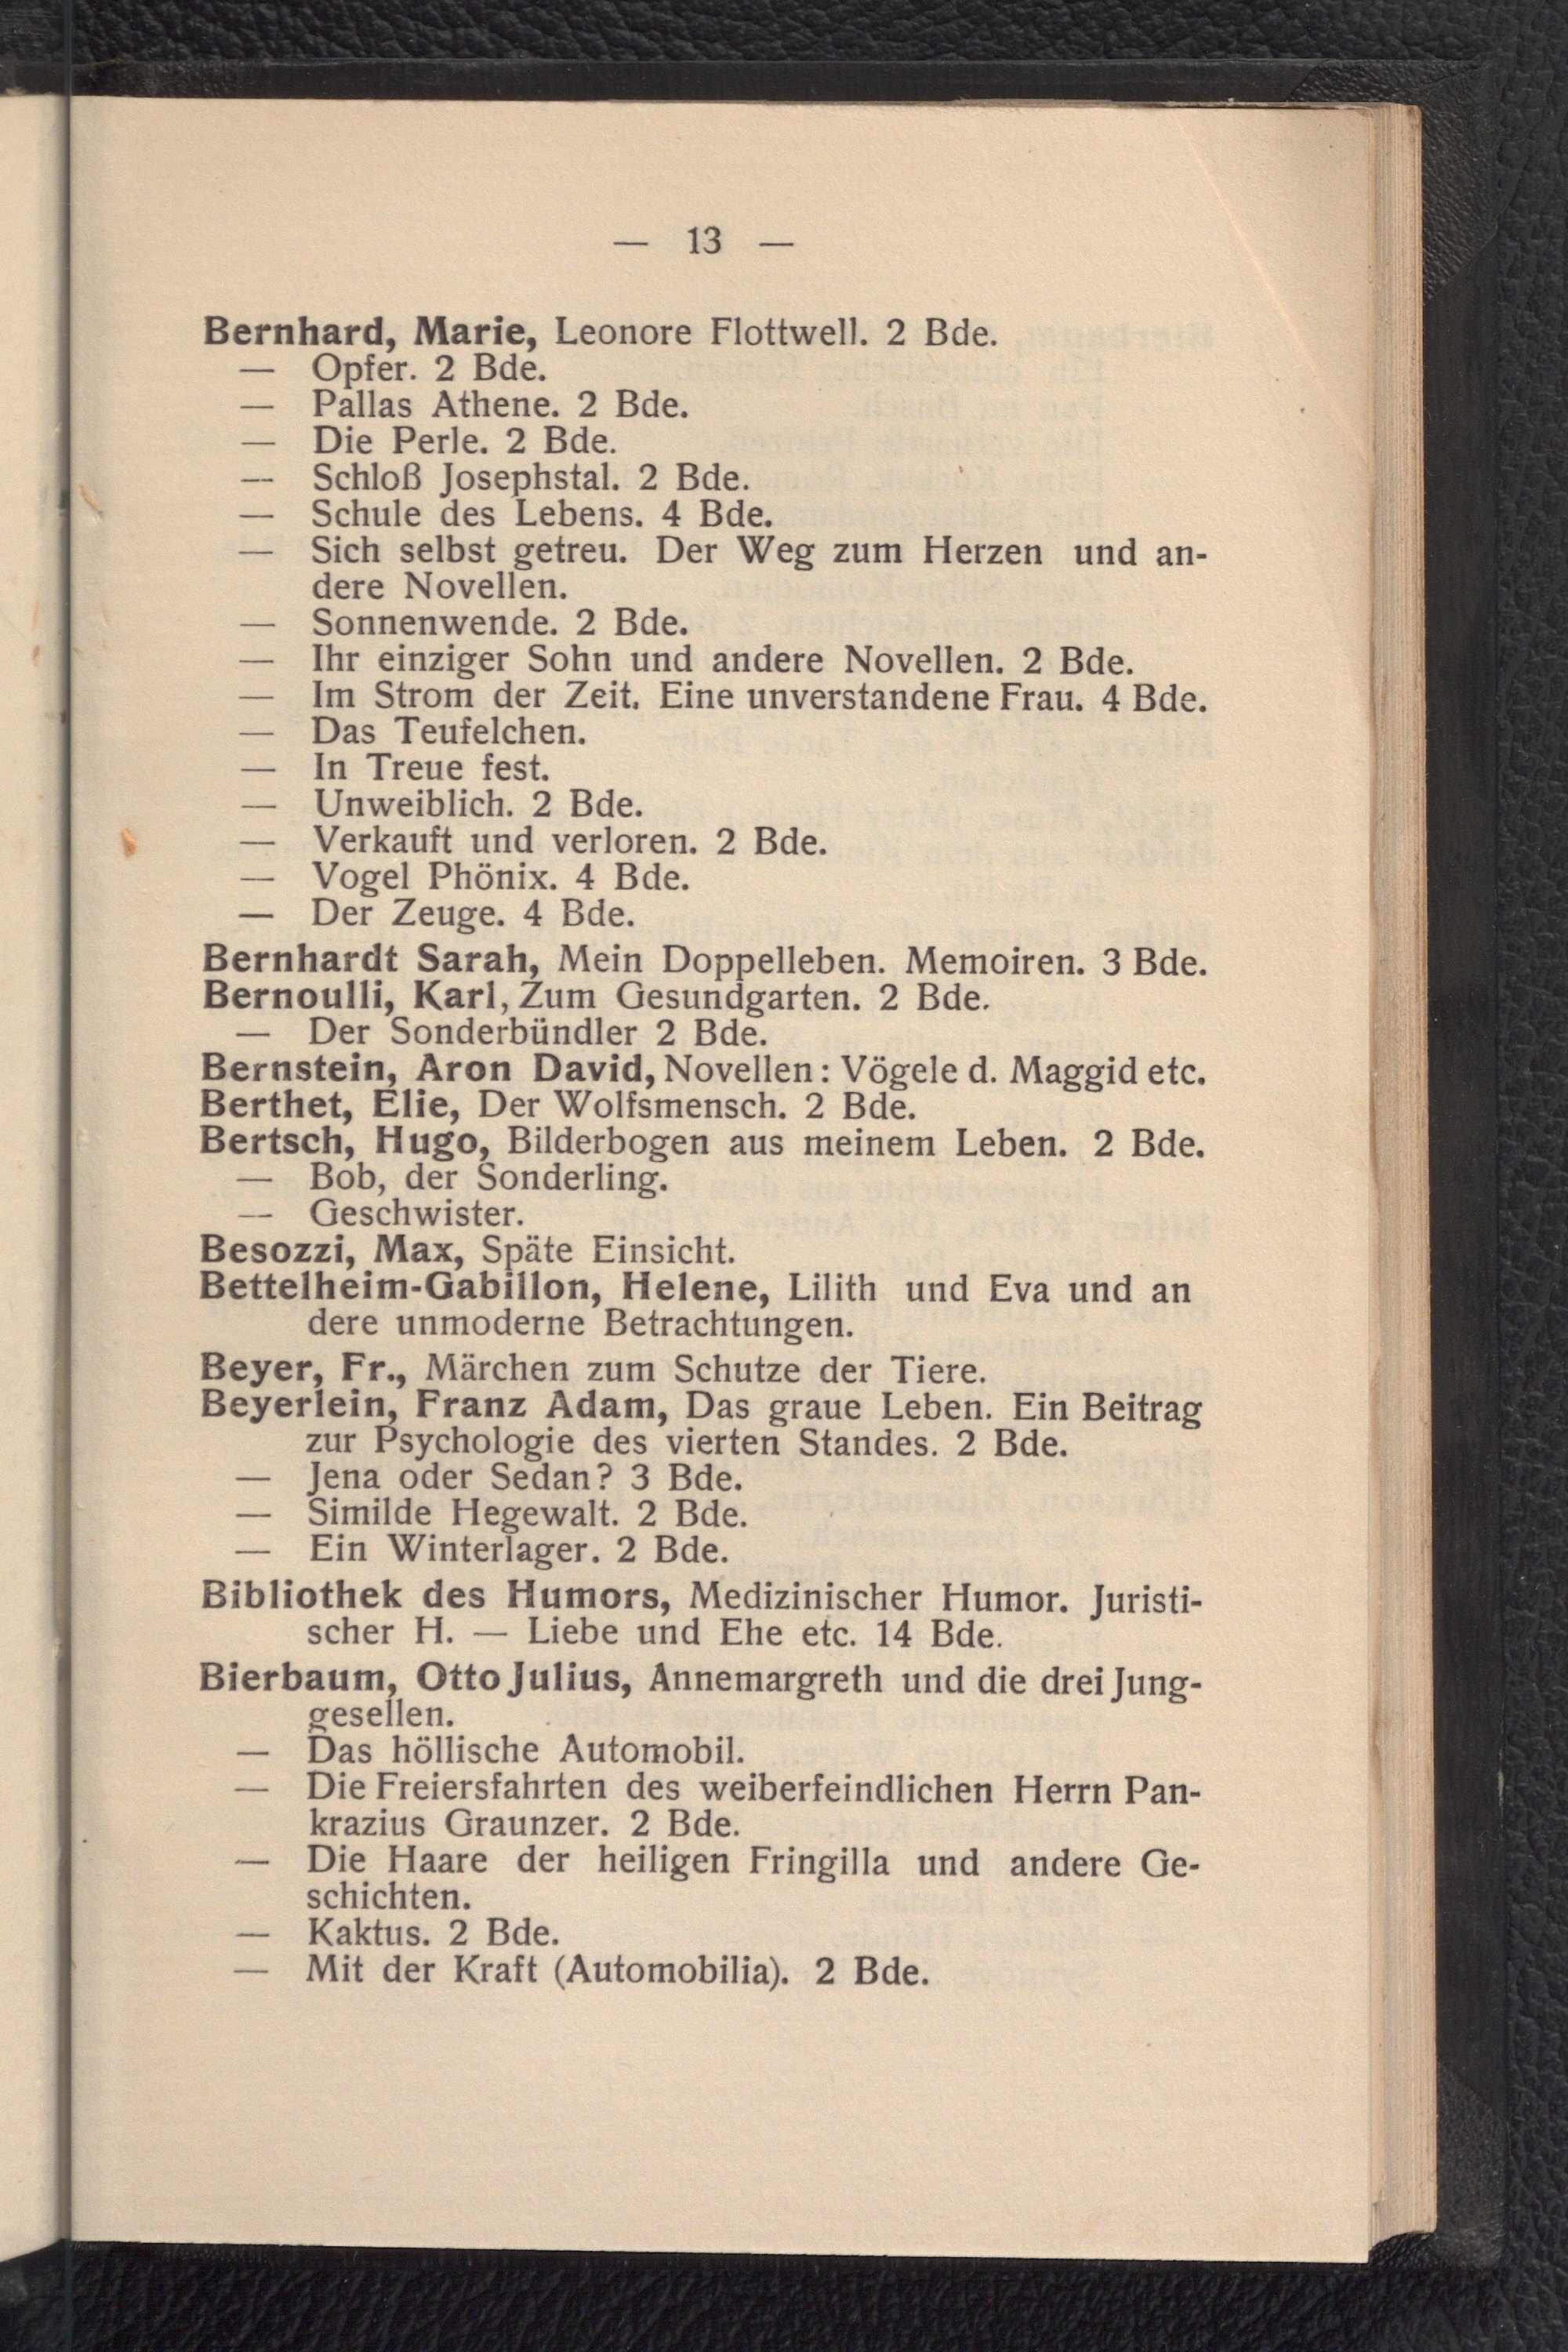 — 13 —
Bernhard, Marie, Leonore Flottwell. 2 Bde.
— Opfer. 2 Bde.
— Pallas Athene. 2 Bde.
— Die Perle. 2 Bde.
— Schloß Josephstal. 2 Bde.
— Schule des Lebens. 4 Bde.
— Sich selbst getreu. Der Weg zum Herzen und an-
dere Novellen.
— Sonnenwende. 2 Bde.
— Ihr einziger Sohn und andere Novellen. 2 Bde.
— Im Strom der Zeit. Eine unverstandene Frau. 4 Bde.
— Das Teufelchen.
— In Treue fest.
— Unweiblich. 2 Bde.
— Verkauft und verloren. 2 Bde.
— Vogel Phönix. 4 Bde.
— Der Zeuge. 4 Bde.
Bernhardt Sarah, Mein Doppelleben. Memoiren. 3 Bde.
Bernoulli, Karl, Zum Gesundgarten. 2 Bde.
— Der Sonderbündler 2 Bde.
Bernstein, Aron David, Novellen: Vögele d. Maggid etc.
Berthet, Elie, Der Wolfsmensch. 2 Bde.
Bertsch, Hugo, Bilderbogen aus meinem Leben. 2 Bde.
— Bob, der Sonderling.
— Geschwister.
Besozzi, Max, Späte Einsicht.
Bettelheim-Gabillon, Helene, Lilith und Eva und an
dere unmoderne Betrachtungen.
Beyer, Fr., Märchen zum Schutze der Tiere.
Beyerlein, Franz Adam, Das graue Leben. Ein Beitrag
zur Psychologie des vierten Standes. 2 Bde.
— Jena oder Sedan? 3 Bde.
— Similde Hegewalt. 2 Bde.
— Ein Winterlager. 2 Bde.
Bibliothek des Humors, Medizinischer Humor. Juristi-
scher H. — Liebe und Ehe etc. 14 Bde.
Bierbaum, Otto Julius, Annemargreth und die drei Jung-
gesellen.
— Das höllische Automobil.
— Die Freiersfahrten des weiberfeindlichen Herrn Pan-
krazius Graunzer. 2 Bde.
— Die Haare der heiligen Fringilla und andere Ge-
schichten.
— Kaktus. 2 Bde.
— Mit der Kraft (Automobilia). 2 Bde.